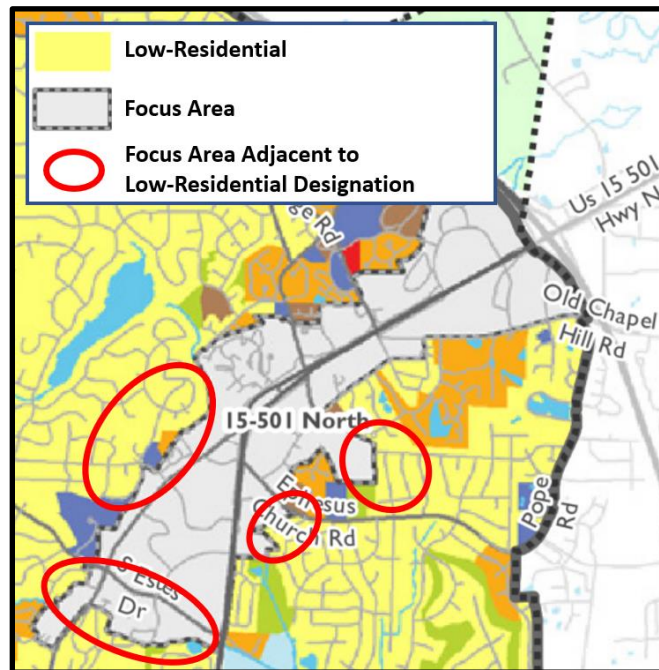 Low-Residential
Focus Area
Focus Area Adjacent to
Low-Residential Designation
Us 15 501
Hwy N
Rd
Old Chapel
Hill Rd
15-501 North
Ephesus
Church Rd
Pope
Rd
S Estes
Dr